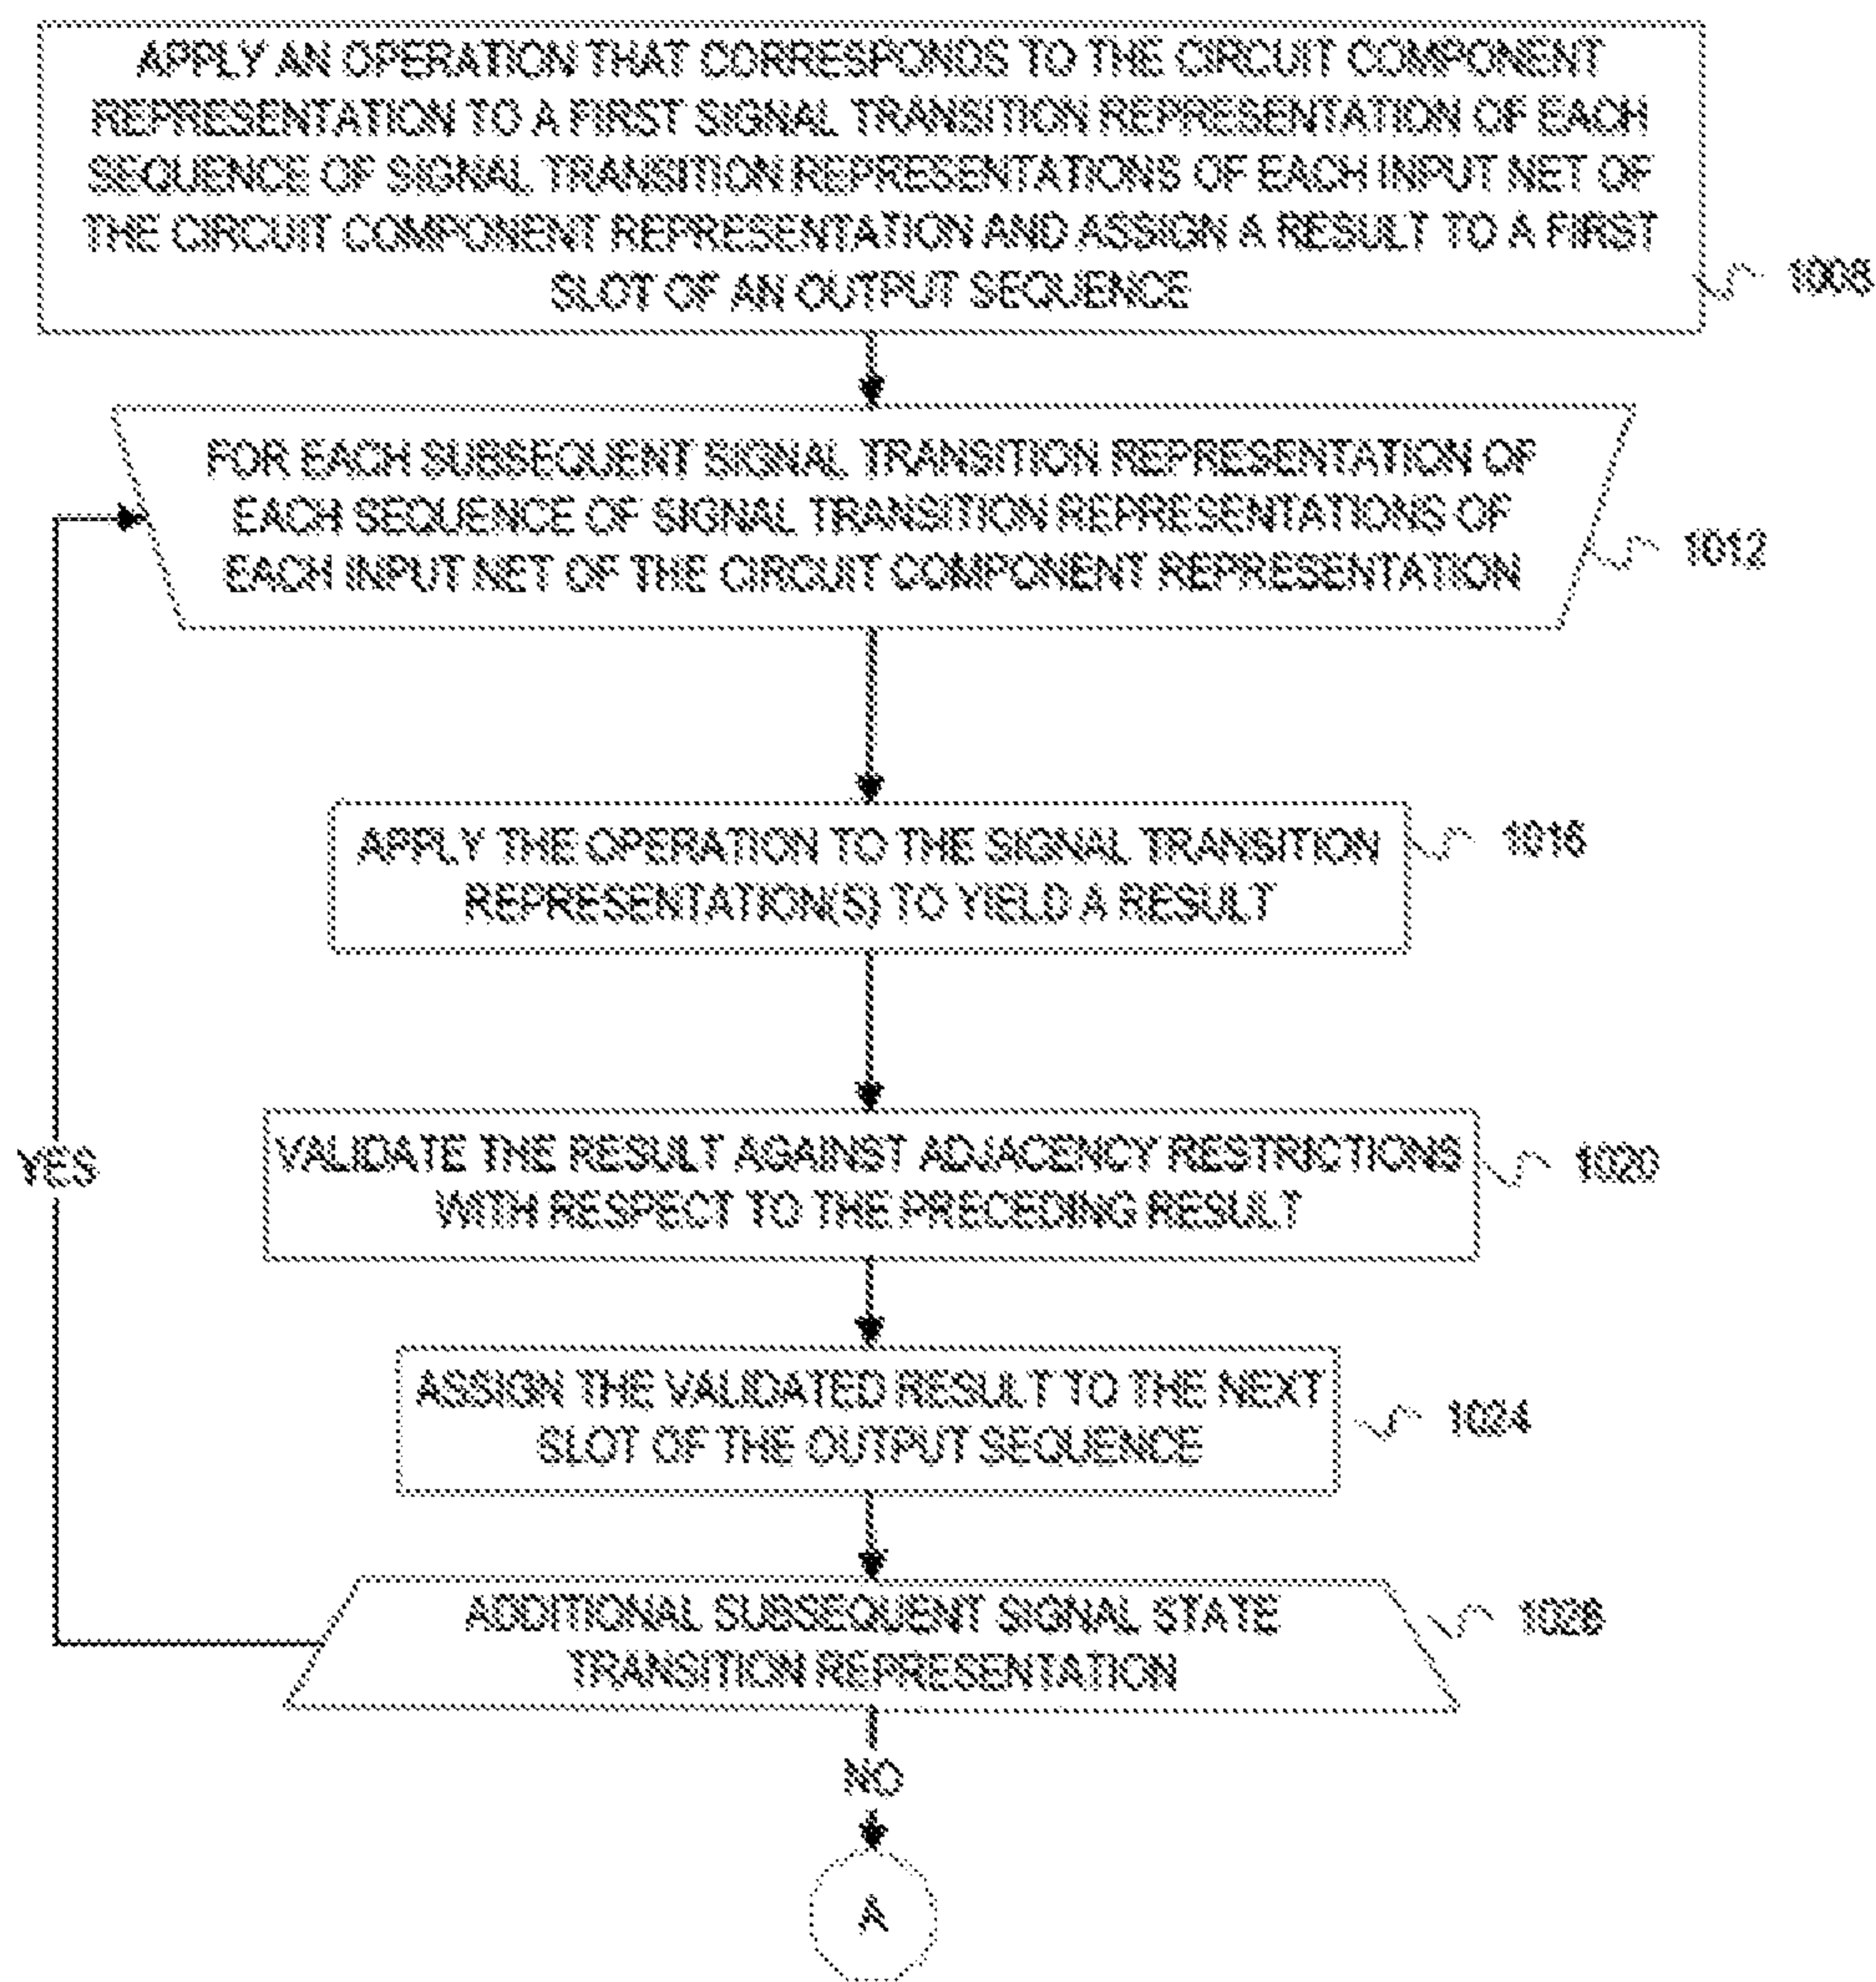 APPLY AN OPERATION THAT CORRESPONDS TO THE CIRCUIT COMPONENT
REPRESENTATION TO A FIRST SIGNAL TRANSITION REPRESENTATION OF EACH
SEQUENCE OF SIGNAL TRANSITION REPRESENTATIONS OF EACH INPUT NET OF
THE CIRCUIT COMPONENT REPRESENTATION AND ASSIGN A RESULT TO A FIRST
SLOT OF AN OUTPUT SEQUENCE
1008
FOR EACH SUBSEQUENT SIGNAL TRANSITION REPRESENTATION OF
EACH SEQUENCE OF SIGNAL TRANSITION REPRESENTATIONS OF
EACH INPUT NET OF THE CIRCUIT COMPONENT REPRESENTATION
1012
APPLY THE OPERATION TO THE SIGNAL TRANSITION
REPRESENTATION(S) TO YIELD A RESULT
1016
YES
VALIDATE THE RESULT AGAINST ADJACENCY RESTRICTIONS
WITH RESPECT TO THE PRECEDING RESULT
1020
ASSIGN THE VALIDATED RESULT TO THE NEXT
SLOT OF THE OUTPUT SEQUENCE
1024
ADDITIONAL SUBSEQUENT SIGNAL STATE
TRANSITION REPRESENTATION
NO
A